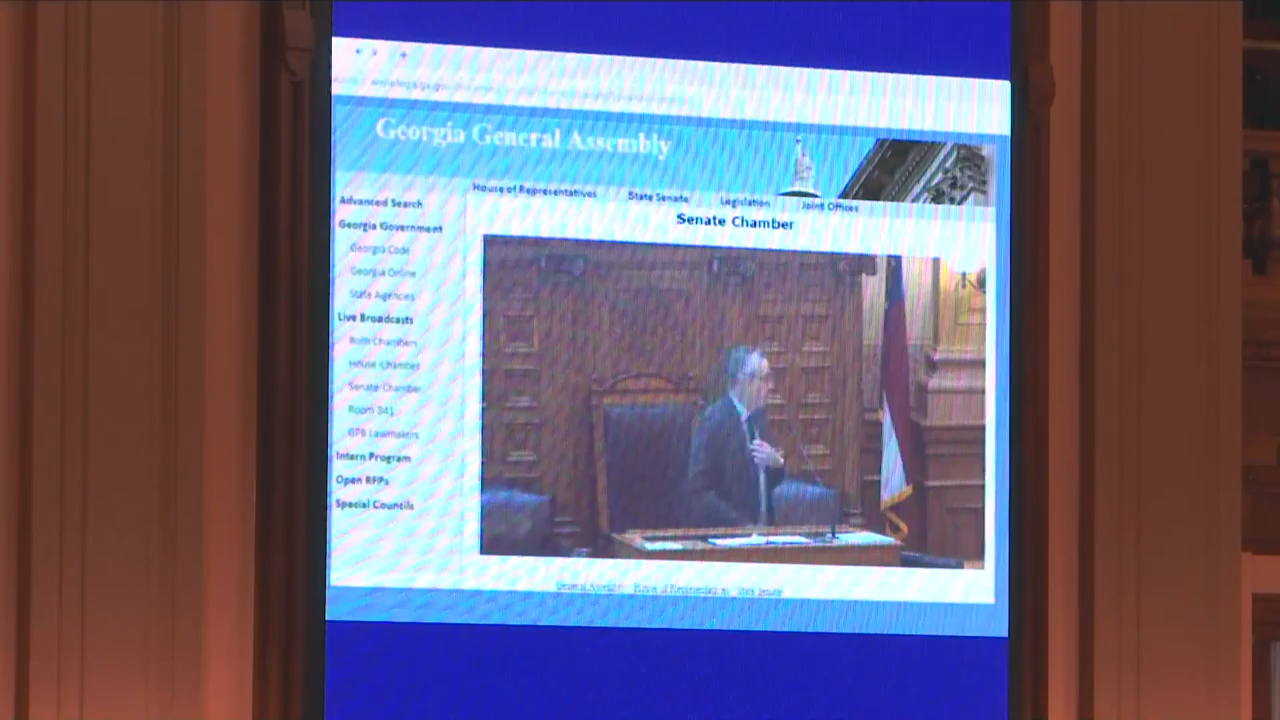 Georgia General Assembly
House of Representatives State Senate Legislation Joint Offices
Senate Chamber
Advanced Search
Georgia Government
Georgia Code
Georgia Online
State Agencies
Live Broadcasts
Both Chambers
House Chamber
Senate Chamber
Room 341
GPB Lawmakers
Intern Program
Open RFPs
Special Councils
General Assembly House of Representatives State Senate